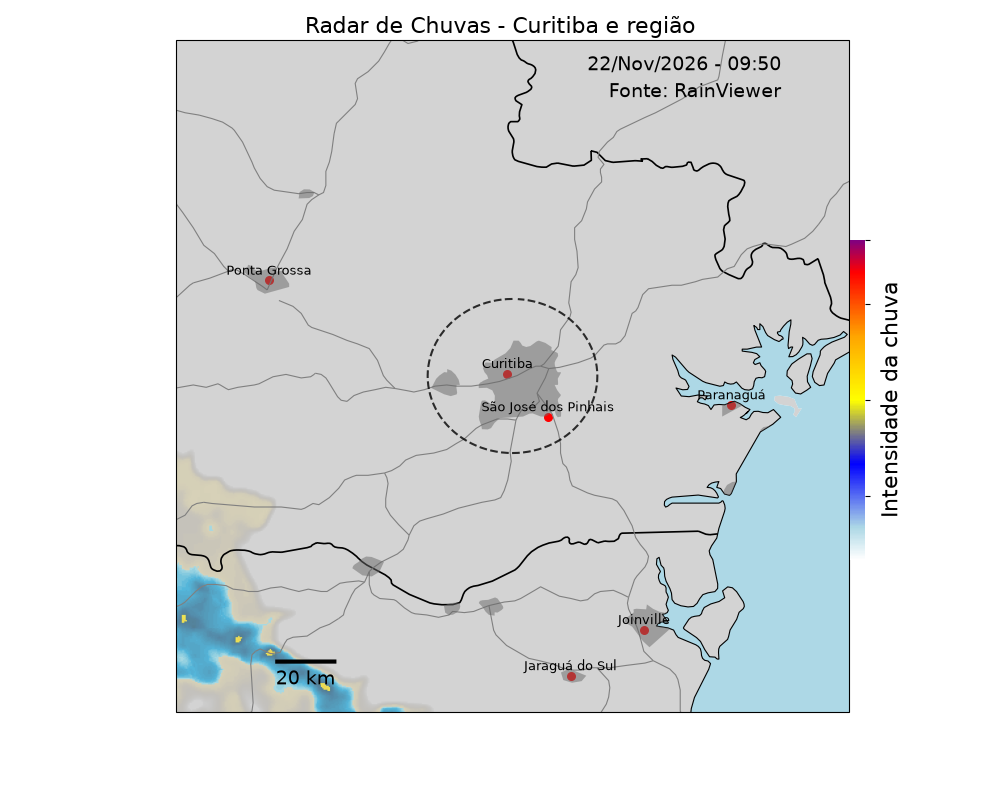 Radar de Chuvas - Curitiba e região
22/Nov/2026 - 09:50
Fonte: RainViewer
Ponta Grossa
Curitiba
São José dos Pinhais
Paranaguá
Intensidade da chuva
Joinville
Jaraguá do Sul
20 km